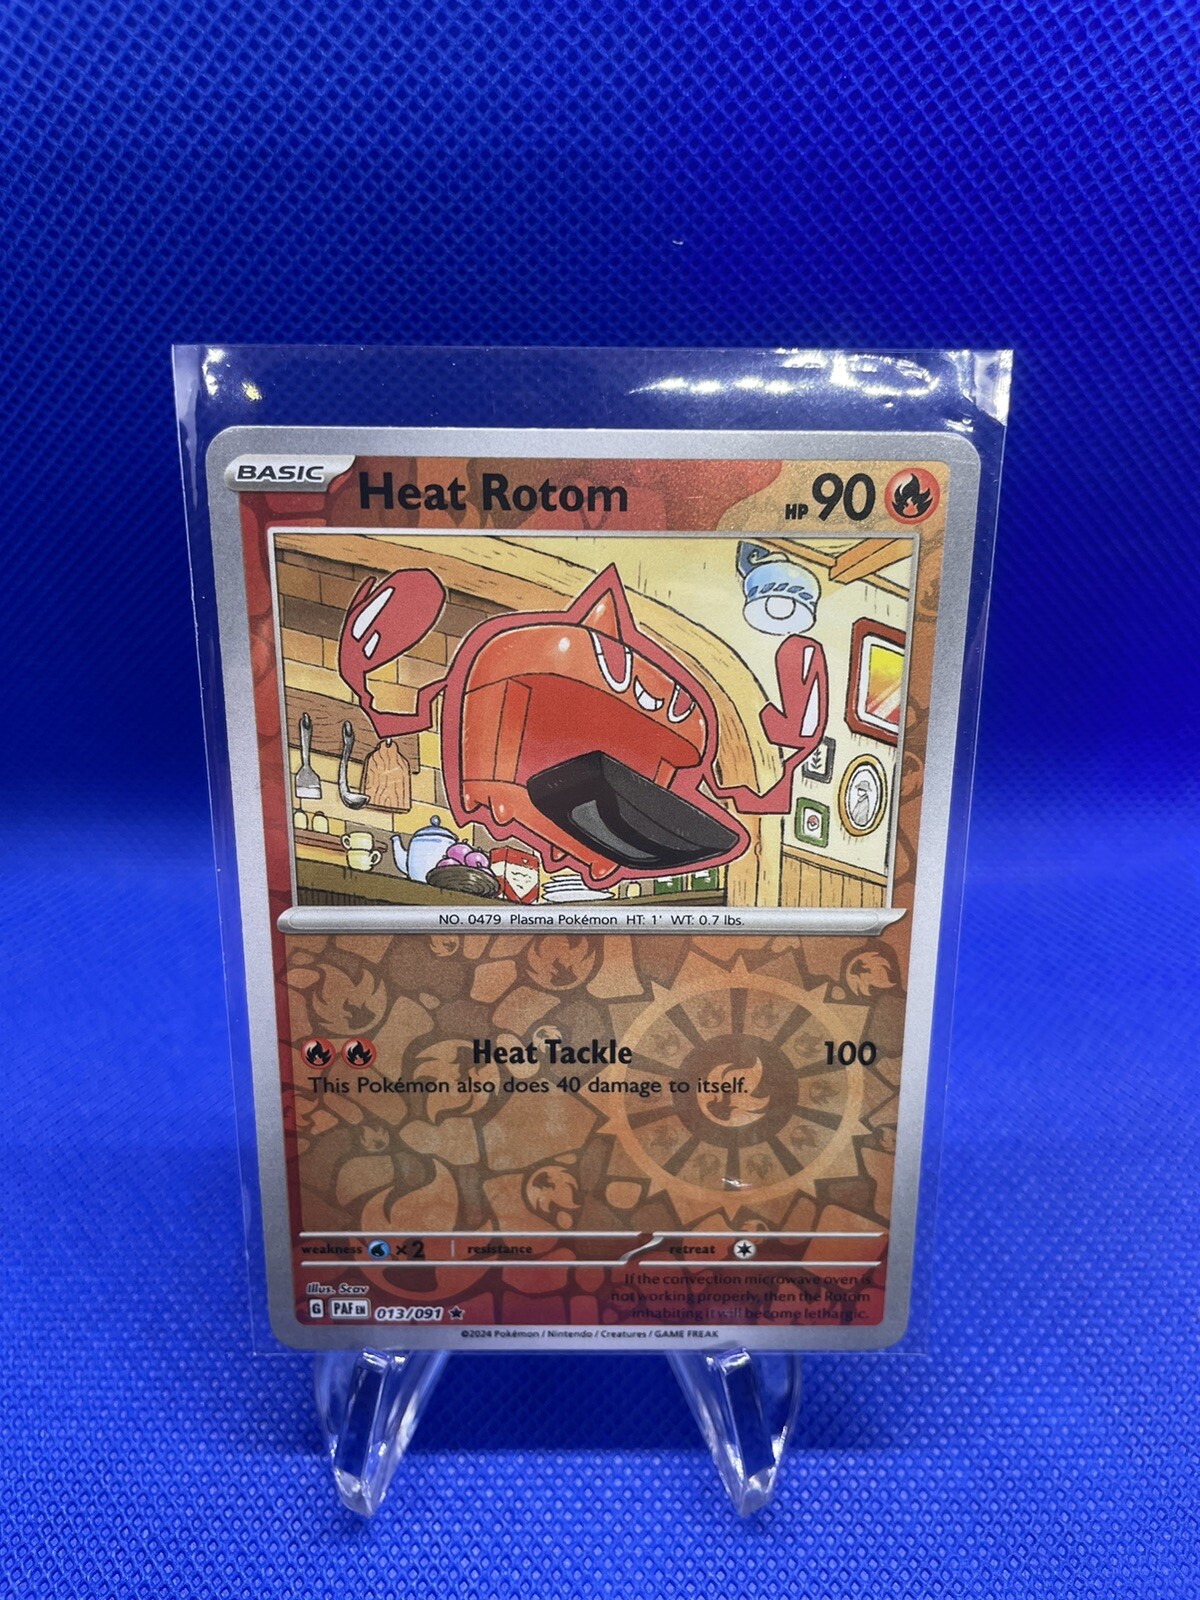 BASIC Heat Rotom HP 90
NO. 0479 Plasma Pokémon HT: 1' WT: 0.7 lbs.
Heat Tackle 100
This Pokémon also does 40 damage to itself.
weakness ×2 resistance retreat
Illus. Scav
If the convection microwave oven is
not working properly, then the Rotom
inhabiting it will become lethargic.
G PAF EN 013/091 ★
©2024 Pokémon / Nintendo / Creatures / GAME FREAK